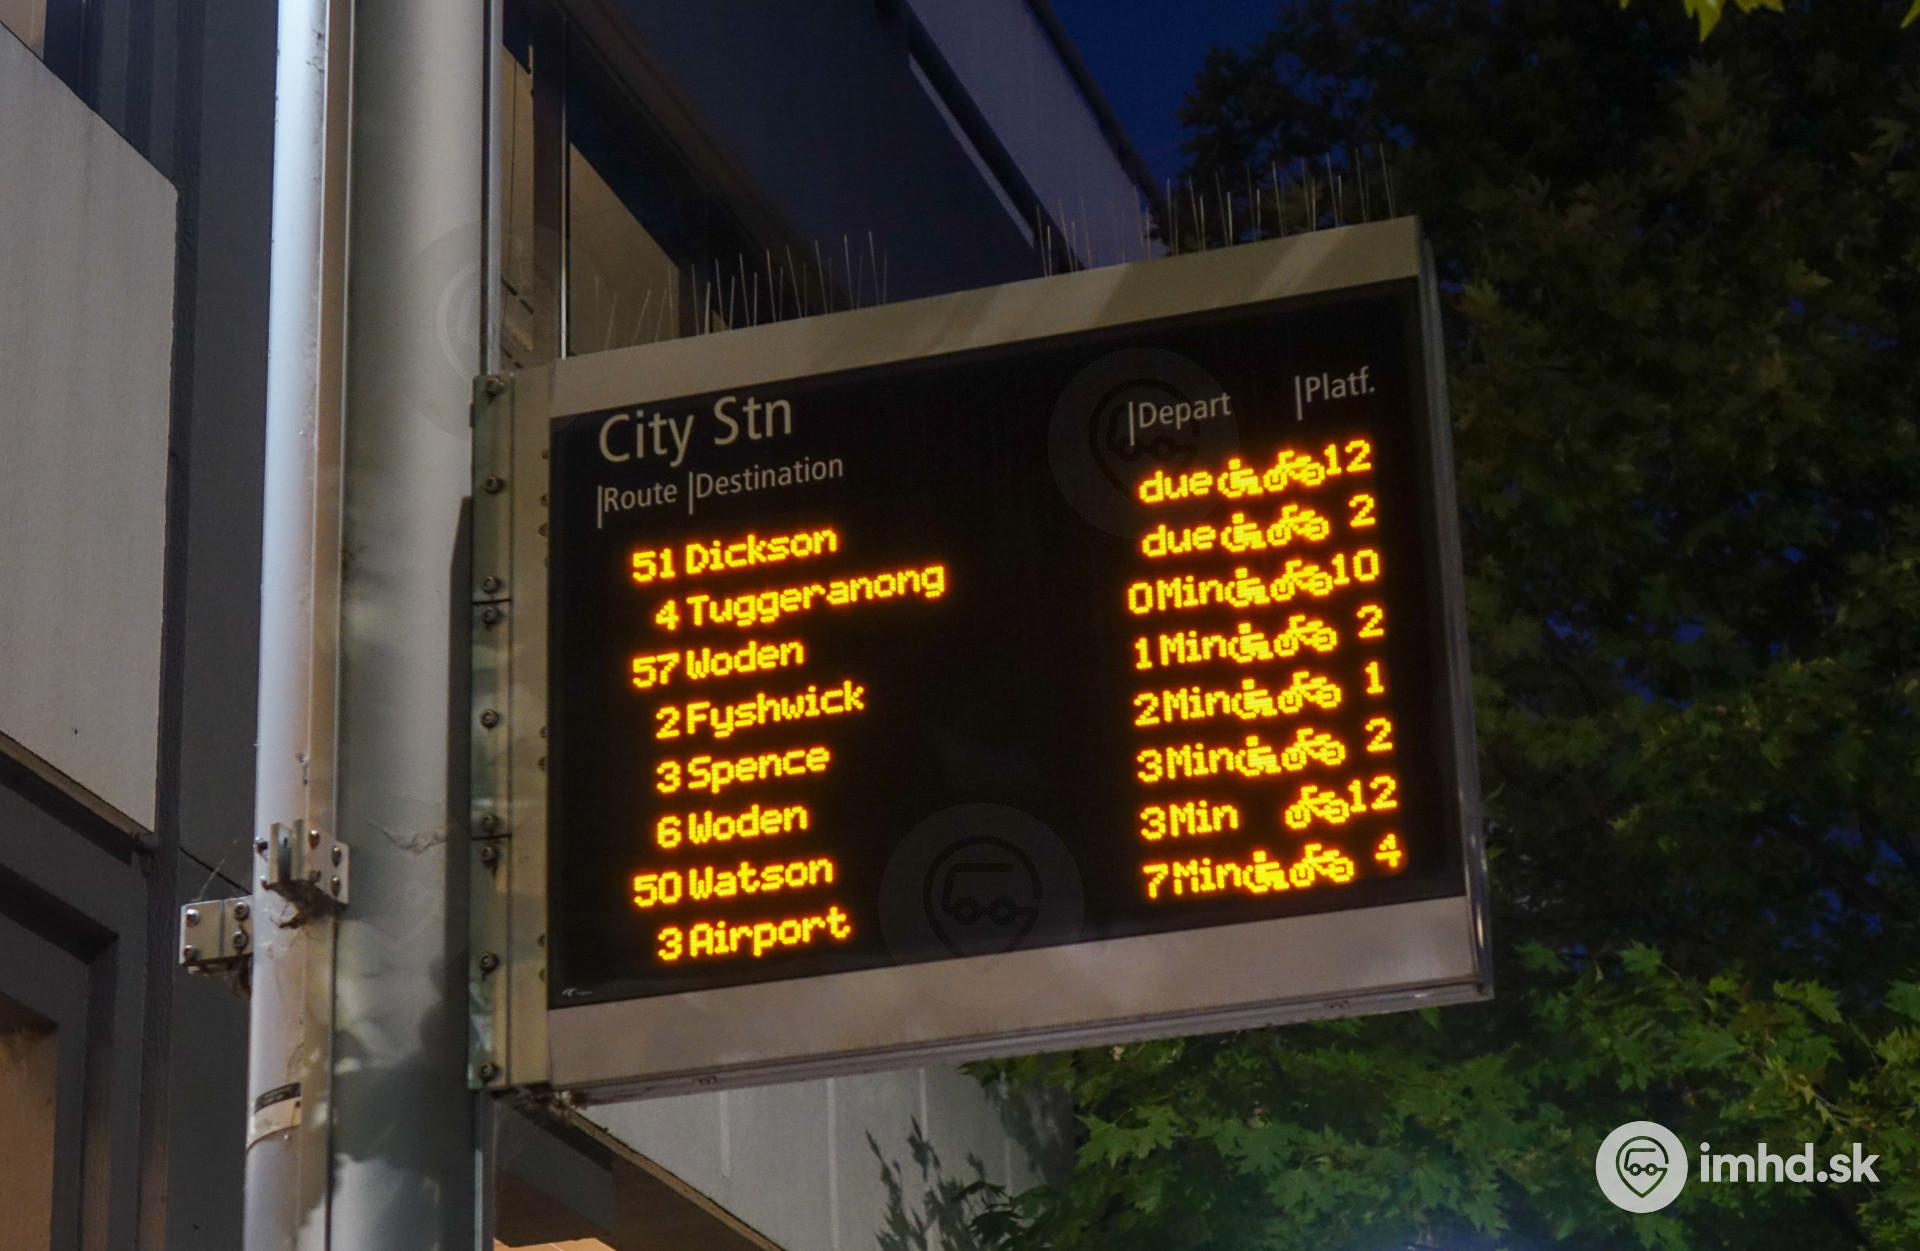 City Stn
|Route |Destination |Depart |Platf.
51 Dickson due 12
4 Tuggeranong due 2
57 Woden 0 Min 10
2 Fyshwick 1 Min 2
3 Spence 2 Min 1
6 Woden 3 Min 2
50 Watson 3 Min 12
3 Airport 7 Min 4
imhd.sk